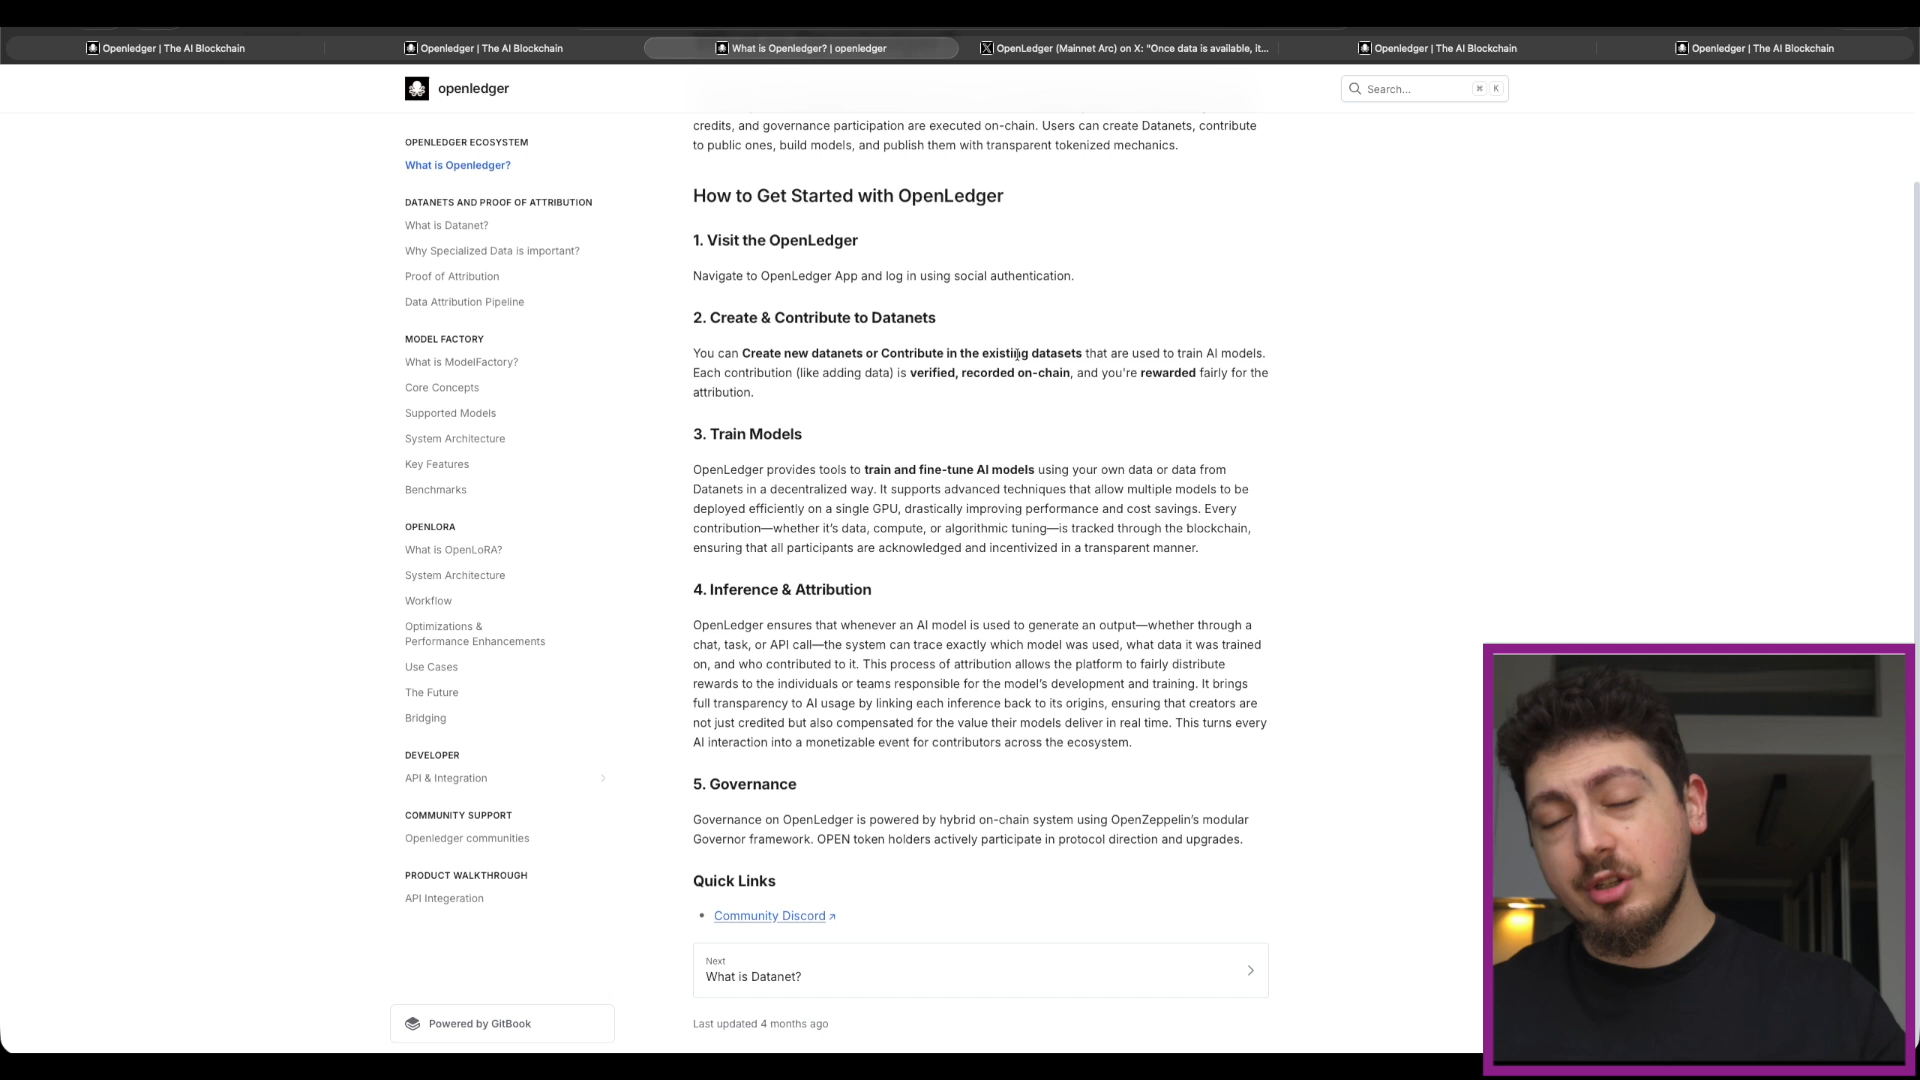 Openledger | The AI Blockchain
Openledger | The AI Blockchain
What is Openledger? | openledger
OpenLedger (Mainnet Arc) on X: "Once data is available, it...
Openledger | The AI Blockchain
Openledger | The AI Blockchain
openledger
Search...
⌘ K
OPENLEDGER ECOSYSTEM
What is Openledger?
DATANETS AND PROOF OF ATTRIBUTION
What is Datanet?
Why Specialized Data is important?
Proof of Attribution
Data Attribution Pipeline
MODEL FACTORY
What is ModelFactory?
Core Concepts
Supported Models
System Architecture
Key Features
Benchmarks
OPENLORA
What is OpenLoRA?
System Architecture
Workflow
Optimizations &
Performance Enhancements
Use Cases
The Future
Bridging
DEVELOPER
API & Integration
COMMUNITY SUPPORT
Openledger communities
PRODUCT WALKTHROUGH
API Integeration
Powered by GitBook
credits, and governance participation are executed on-chain. Users can create Datanets, contribute
to public ones, build models, and publish them with transparent tokenized mechanics.
How to Get Started with OpenLedger
1. Visit the OpenLedger
Navigate to OpenLedger App and log in using social authentication.
2. Create & Contribute to Datanets
You can Create new datanets or Contribute in the existing datasets that are used to train AI models.
Each contribution (like adding data) is verified, recorded on-chain, and you're rewarded fairly for the
attribution.
3. Train Models
OpenLedger provides tools to train and fine-tune AI models using your own data or data from
Datanets in a decentralized way. It supports advanced techniques that allow multiple models to be
deployed efficiently on a single GPU, drastically improving performance and cost savings. Every
contribution—whether it's data, compute, or algorithmic tuning—is tracked through the blockchain,
ensuring that all participants are acknowledged and incentivized in a transparent manner.
4. Inference & Attribution
OpenLedger ensures that whenever an AI model is used to generate an output—whether through a
chat, task, or API call—the system can trace exactly which model was used, what data it was trained
on, and who contributed to it. This process of attribution allows the platform to fairly distribute
rewards to the individuals or teams responsible for the model's development and training. It brings
full transparency to AI usage by linking each inference back to its origins, ensuring that creators are
not just credited but also compensated for the value their models deliver in real time. This turns every
AI interaction into a monetizable event for contributors across the ecosystem.
5. Governance
Governance on OpenLedger is powered by hybrid on-chain system using OpenZeppelin's modular
Governor framework. OPEN token holders actively participate in protocol direction and upgrades.
Quick Links
• Community Discord ↗
Next
What is Datanet?
Last updated 4 months ago